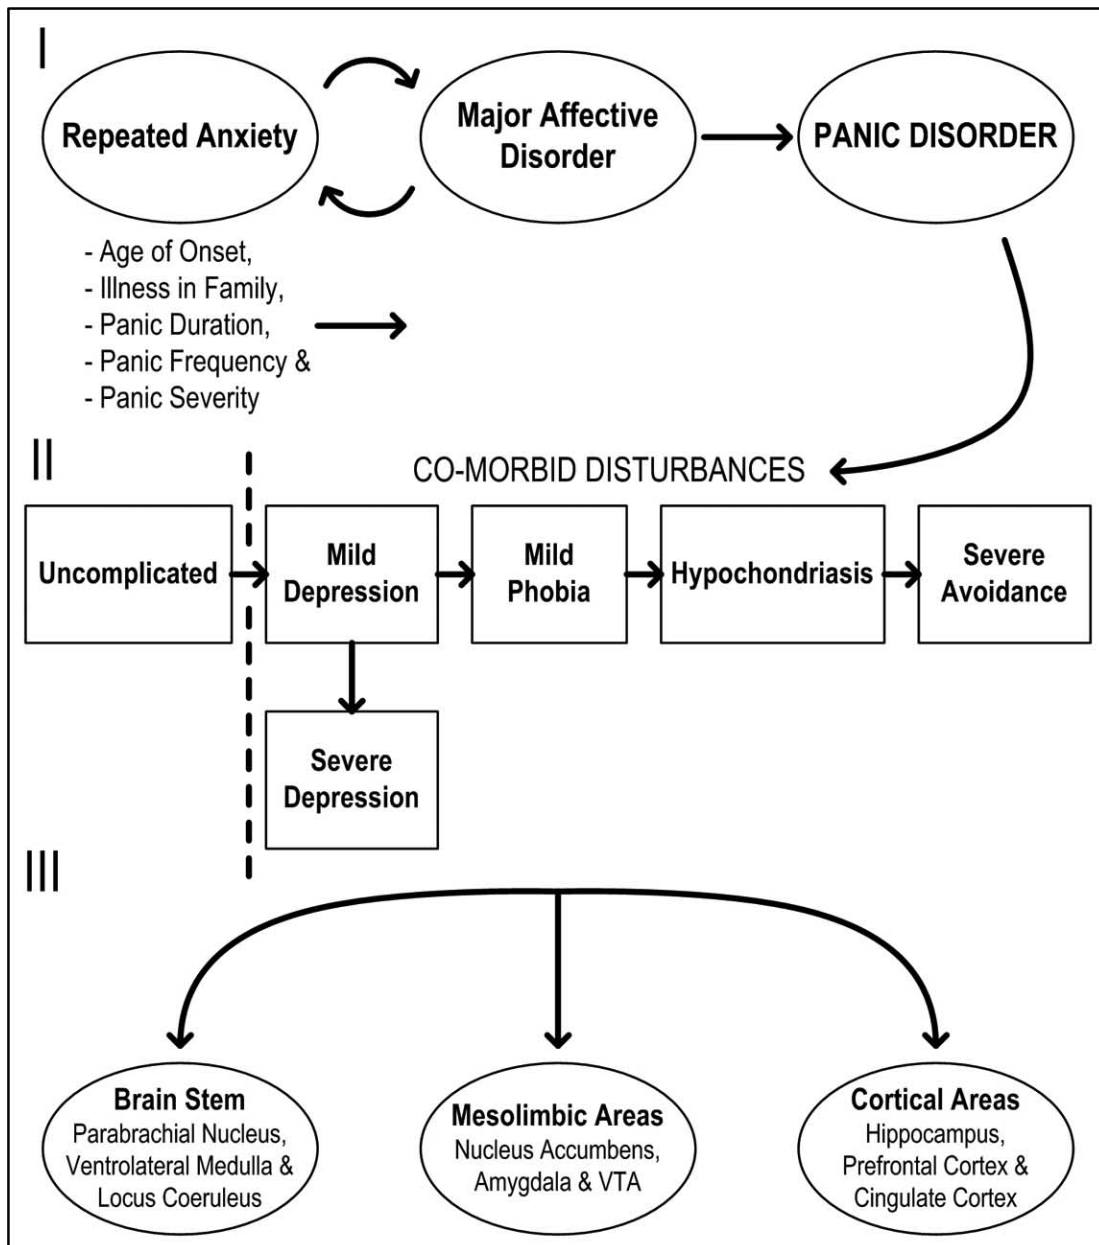 I
Repeated Anxiety
Major Affective
Disorder
PANIC DISORDER
- Age of Onset,
- Illness in Family,
- Panic Duration,
- Panic Frequency &
- Panic Severity
II
CO-MORBID DISTURBANCES
Uncomplicated
Mild
Depression
Mild
Phobia
Hypochondriasis
Severe
Avoidance
Severe
Depression
III
Brain Stem
Parabrachial Nucleus,
Ventrolateral Medulla &
Locus Coeruleus
Mesolimbic Areas
Nucleus Accumbens,
Amygdala & VTA
Cortical Areas
Hippocampus,
Prefrontal Cortex &
Cingulate Cortex